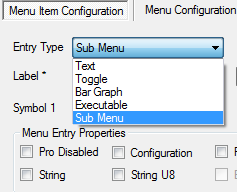 Menu Item Configuration Menu Configuration
Entry Type Sub Menu
Text
Label * Toggle
Bar Graph
Executable
Symbol 1 Sub Menu
Menu Entry Properties
Pro Disabled Configuration
String String U8